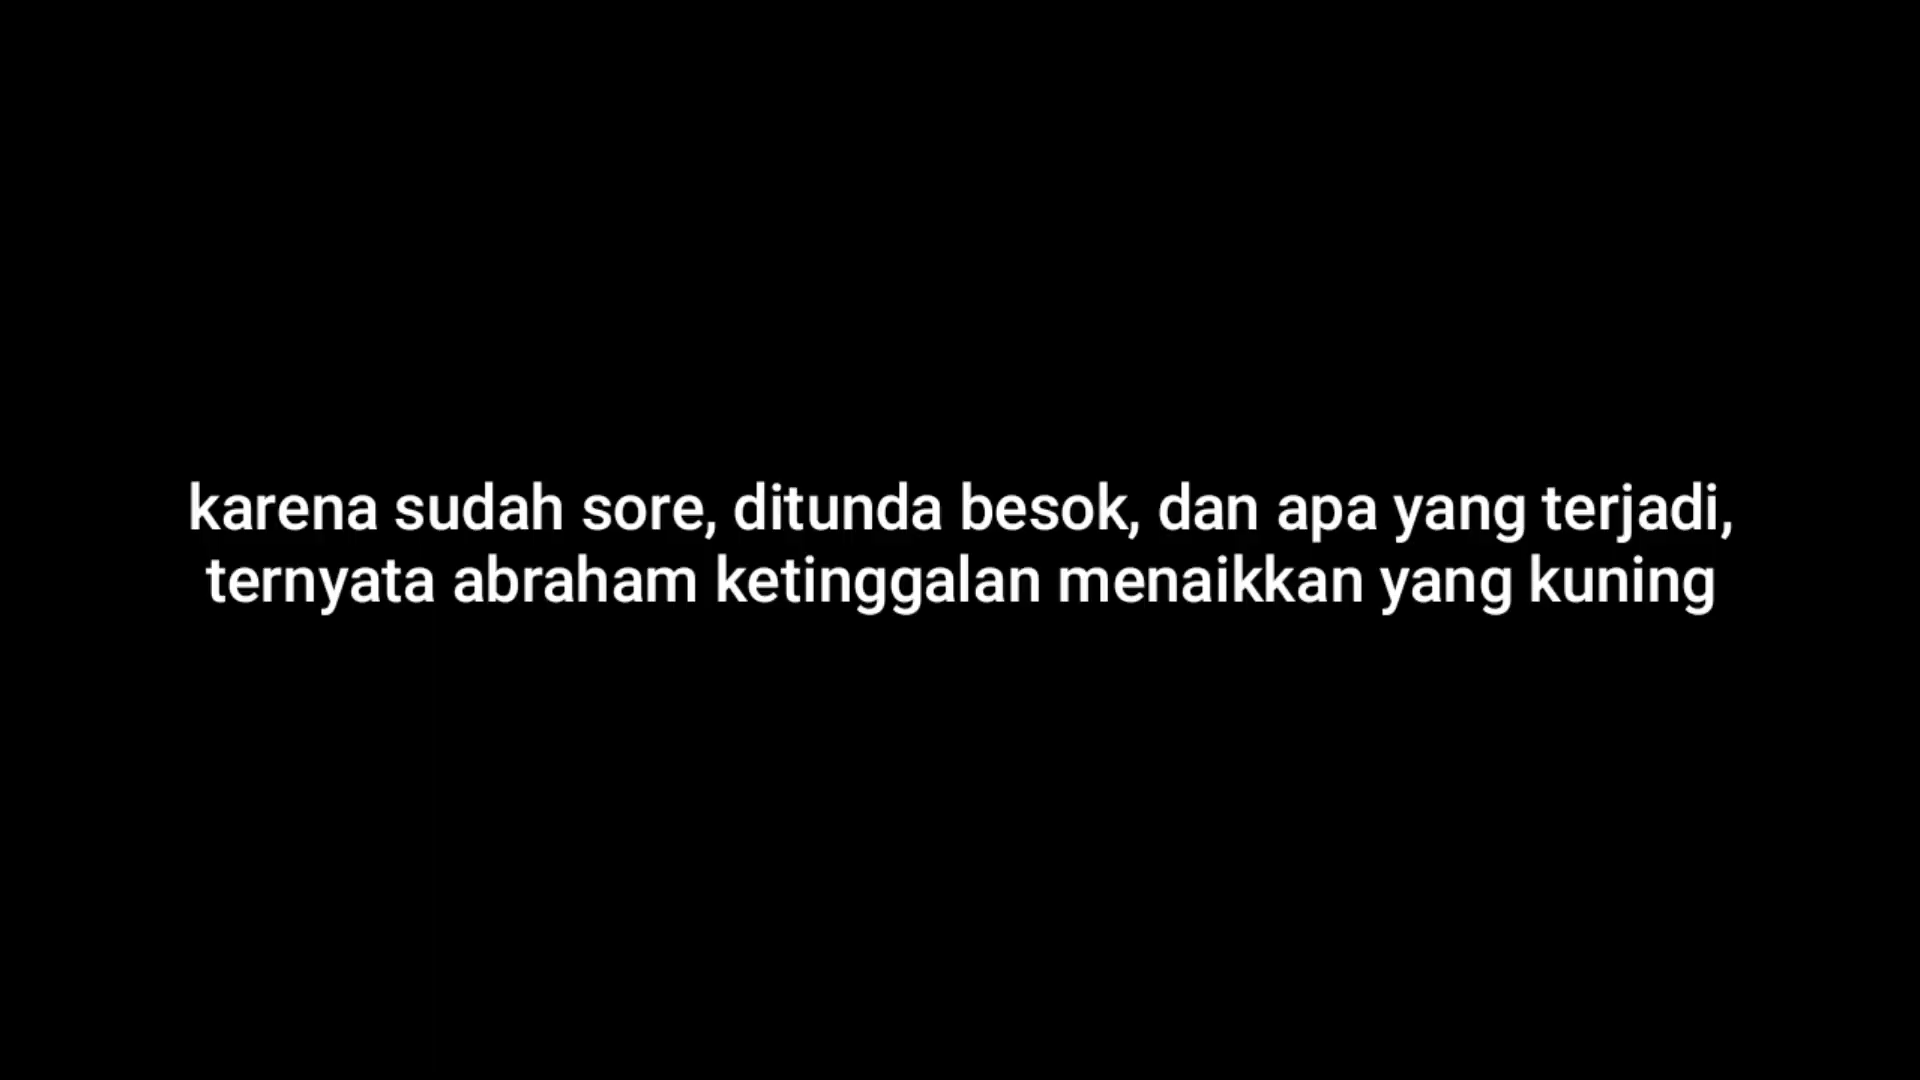 karena sudah sore, ditunda besok, dan apa yang terjadi,
ternyata abraham ketinggalan menaikkan yang kuning